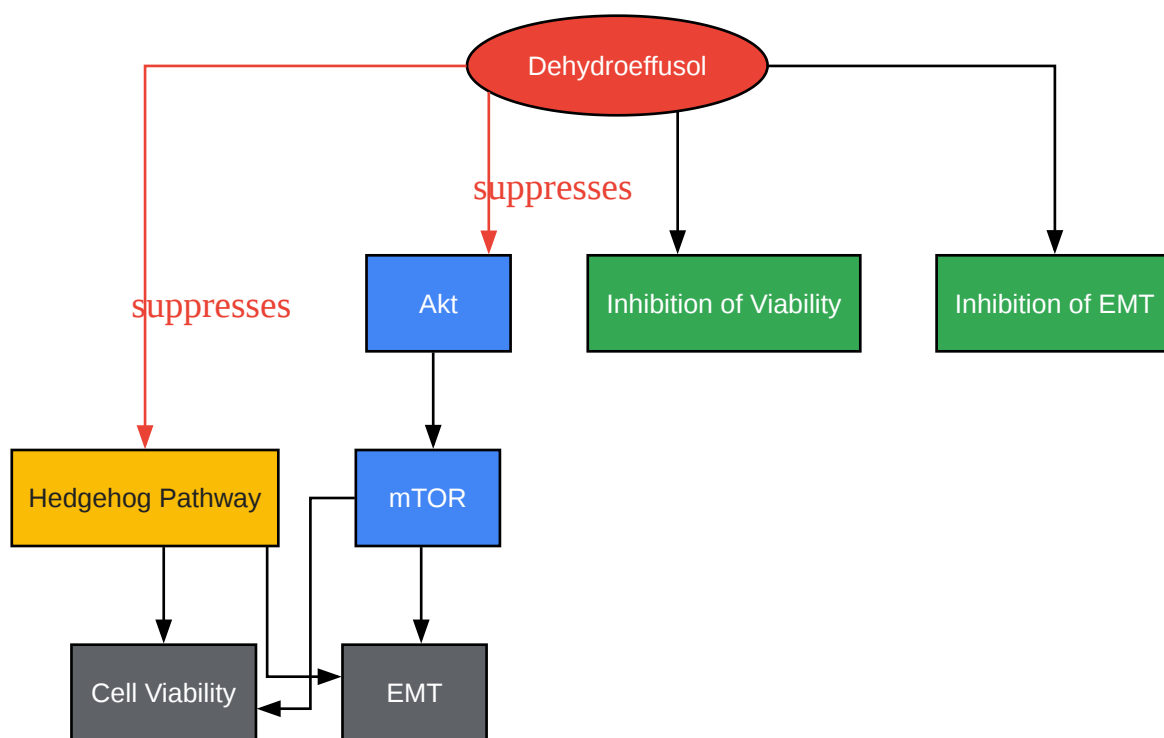 Dehydroeffusol
suppresses
suppresses
Akt
Inhibition of Viability
Inhibition of EMT
Hedgehog Pathway
mTOR
Cell Viability
EMT